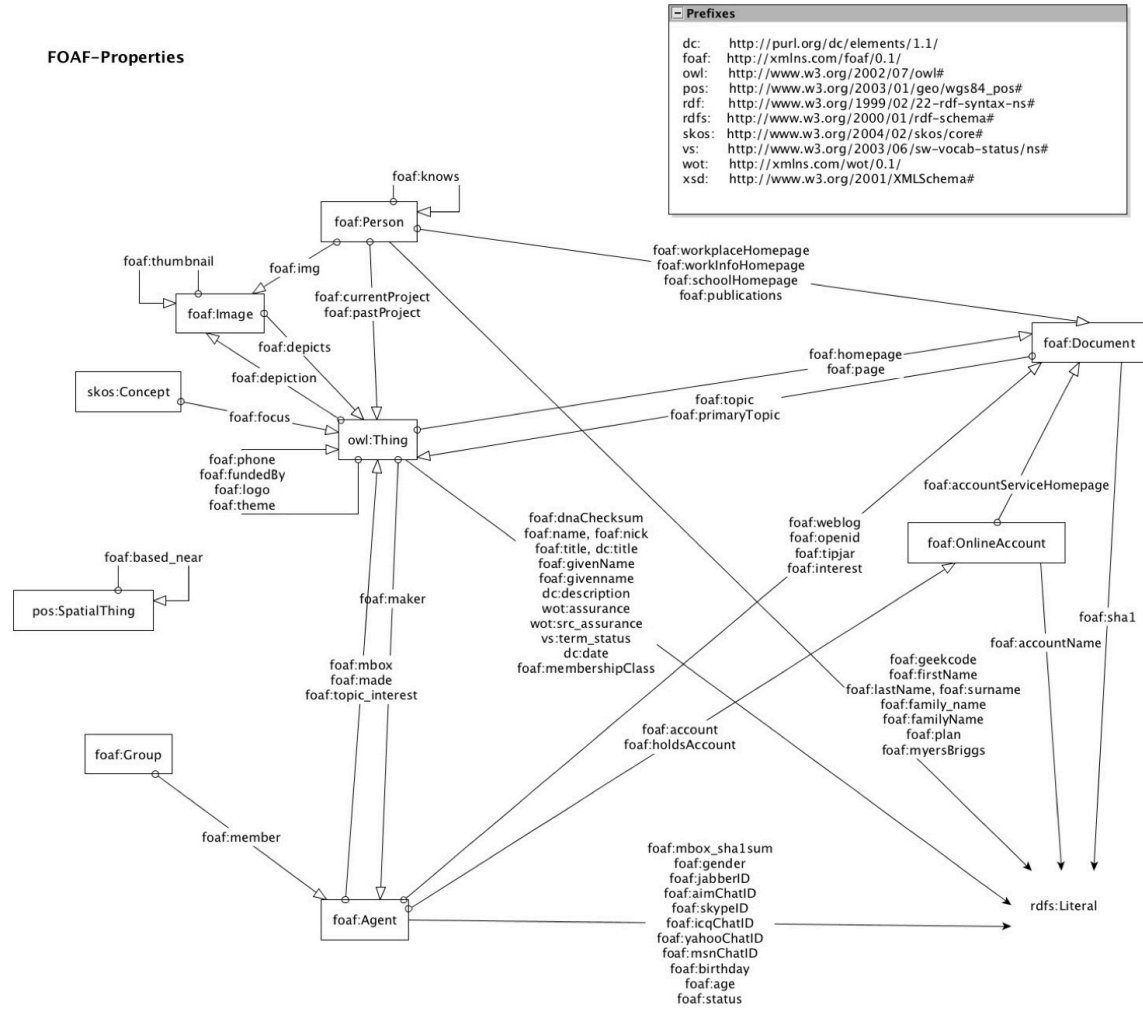 FOAF-Properties
− Prefixes
dc: http://purl.org/dc/elements/1.1/
foaf: http://xmlns.com/foaf/0.1/
owl: http://www.w3.org/2002/07/owl#
pos: http://www.w3.org/2003/01/geo/wgs84_pos#
rdf: http://www.w3.org/1999/02/22-rdf-syntax-ns#
rdfs: http://www.w3.org/2000/01/rdf-schema#
skos: http://www.w3.org/2004/02/skos/core#
vs: http://www.w3.org/2003/06/sw-vocab-status/ns#
wot: http://xmlns.com/wot/0.1/
xsd: http://www.w3.org/2001/XMLSchema#
foaf:knows
foaf:Person
foaf:workplaceHomepage
foaf:workInfoHomepage
foaf:schoolHomepage
foaf:publications
foaf:thumbnail
foaf:img
foaf:currentProject
foaf:pastProject
foaf:Image
foaf:depicts
foaf:depiction
foaf:Document
foaf:homepage
foaf:page
skos:Concept
foaf:focus
foaf:topic
foaf:primaryTopic
owl:Thing
foaf:phone
foaf:fundedBy
foaf:logo
foaf:theme
foaf:accountServiceHomepage
foaf:dnaChecksum
foaf:name, foaf:nick
foaf:title, dc:title
foaf:givenName
foaf:givenname
dc:description
wot:assurance
wot:src_assurance
vs:term_status
dc:date
foaf:membershipClass
foaf:weblog
foaf:openid
foaf:tipjar
foaf:interest
foaf:OnlineAccount
foaf:based_near
pos:SpatialThing
foaf:maker
foaf:sha1
foaf:accountName
foaf:mbox
foaf:made
foaf:topic_interest
foaf:geekcode
foaf:firstName
foaf:lastName, foaf:surname
foaf:family_name
foaf:familyName
foaf:plan
foaf:myersBriggs
foaf:account
foaf:holdsAccount
foaf:Group
foaf:member
foaf:Agent
foaf:mbox_sha1sum
foaf:gender
foaf:jabberID
foaf:aimChatID
foaf:skypeID
foaf:icqChatID
foaf:yahooChatID
foaf:msnChatID
foaf:birthday
foaf:age
foaf:status
rdfs:Literal